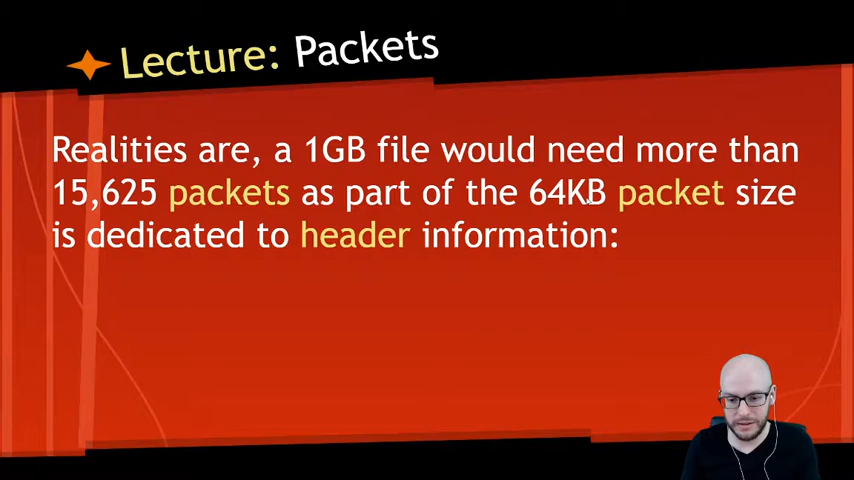 Lecture: Packets
Realities are, a 1GB file would need more than
15,625 packets as part of the 64KB packet size
is dedicated to header information: